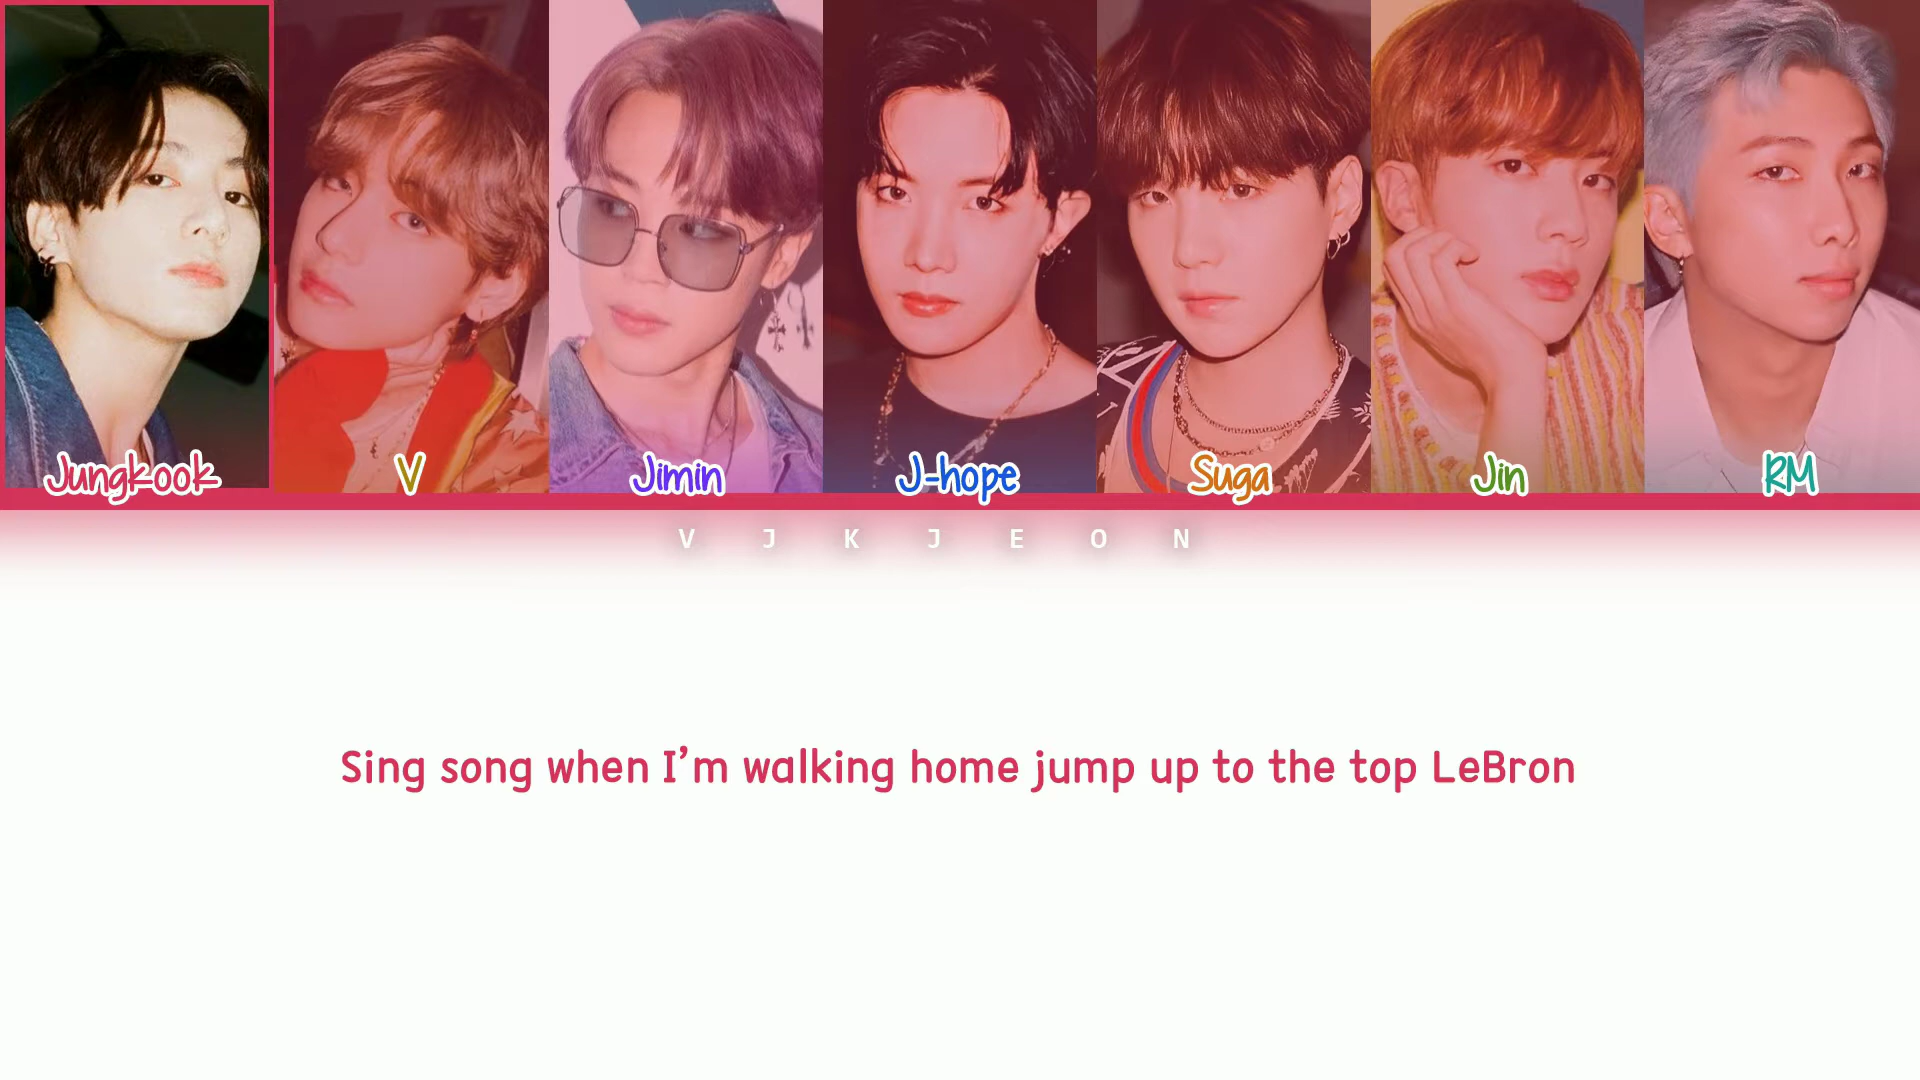 Jungkook V Jimin J-hope Suga Jin RM
V J K J E O N
Sing song when I’m walking home jump up to the top LeBron